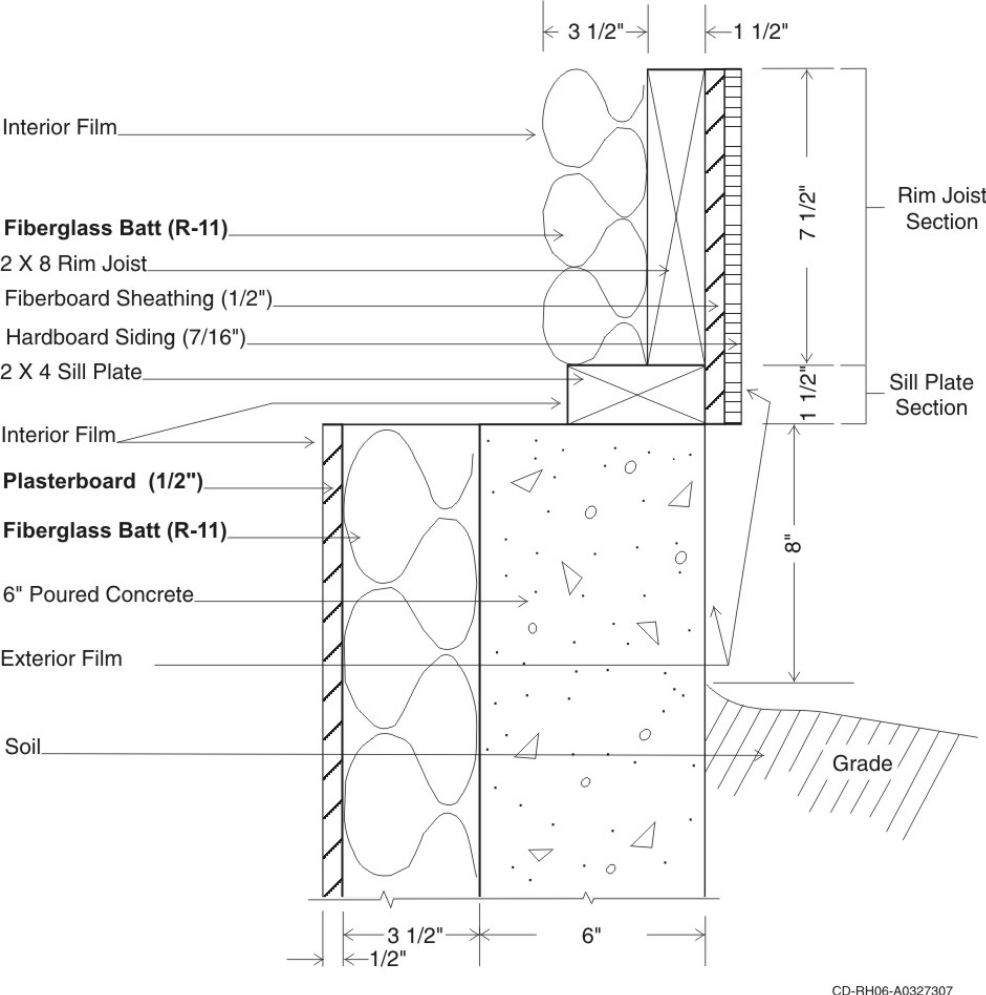 3 1/2"
1 1/2"
Interior Film
Rim Joist
Section
7 1/2"
Fiberglass Batt (R-11)
2 X 8 Rim Joist
Fiberboard Sheathing (1/2")
Hardboard Siding (7/16")
2 X 4 Sill Plate
1 1/2"
Sill Plate
Section
Interior Film
Plasterboard (1/2")
Fiberglass Batt (R-11)
8"
6" Poured Concrete
Exterior Film
Soil
Grade
3 1/2"
6"
1/2"
CD-RH06-A0327307